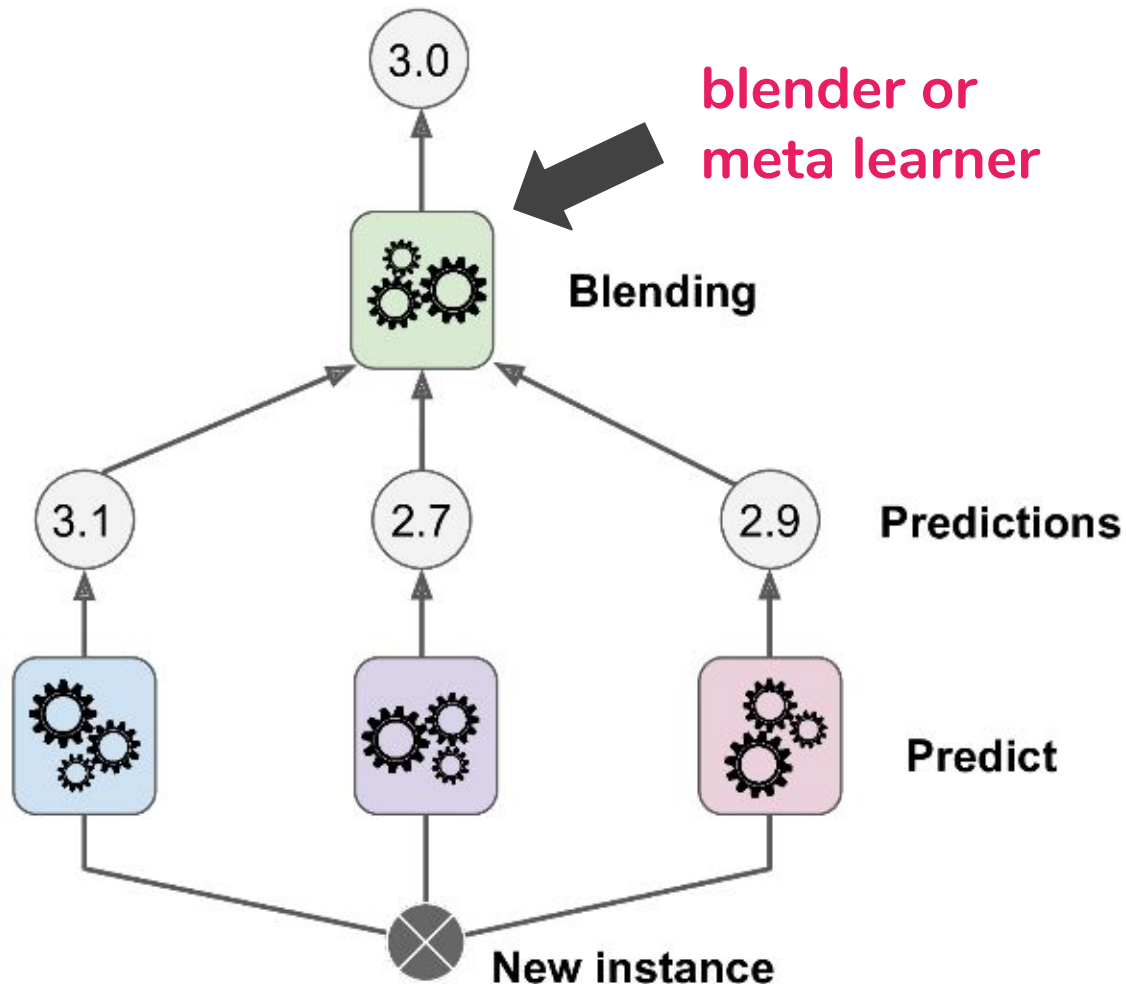 3.0
blender or
meta learner
Blending
3.1
2.7
2.9
Predictions
Predict
New instance